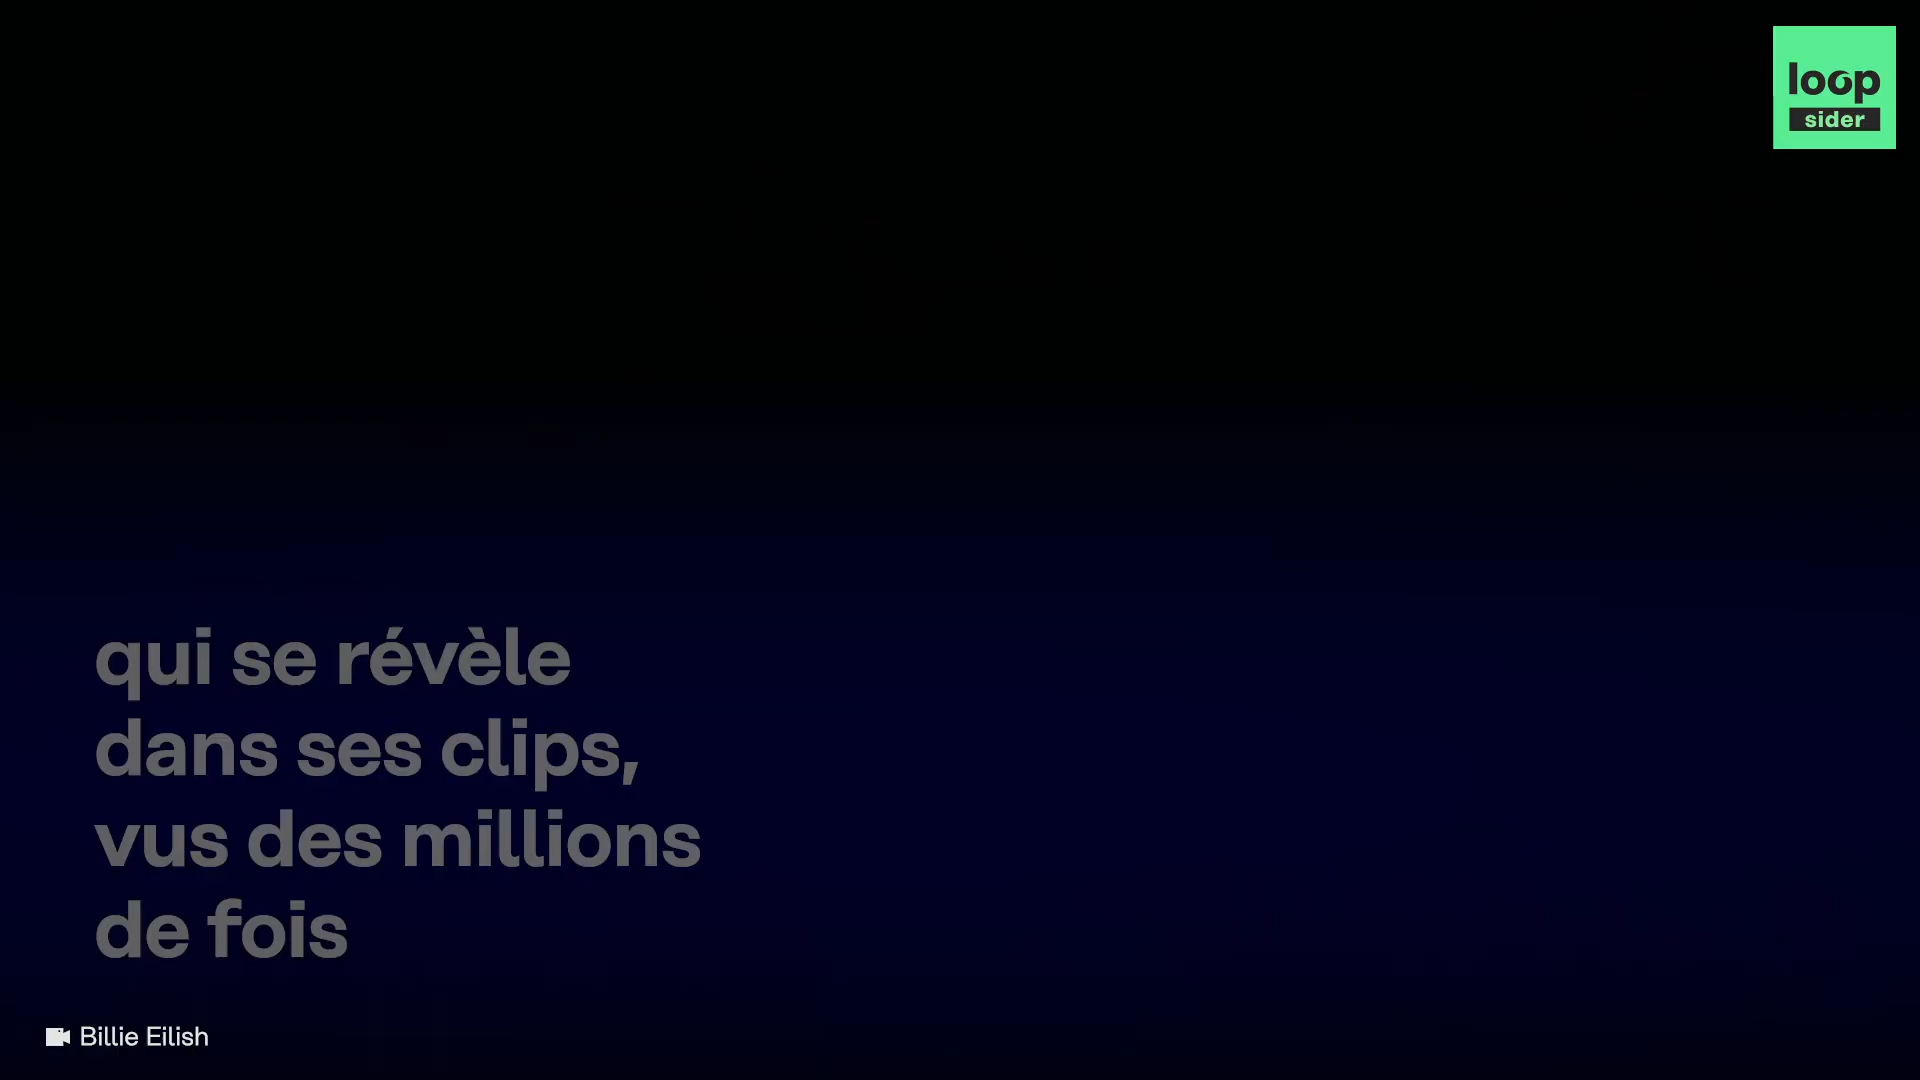 loop
sider
qui se révèle
dans ses clips,
vus des millions
de fois
Billie Eilish